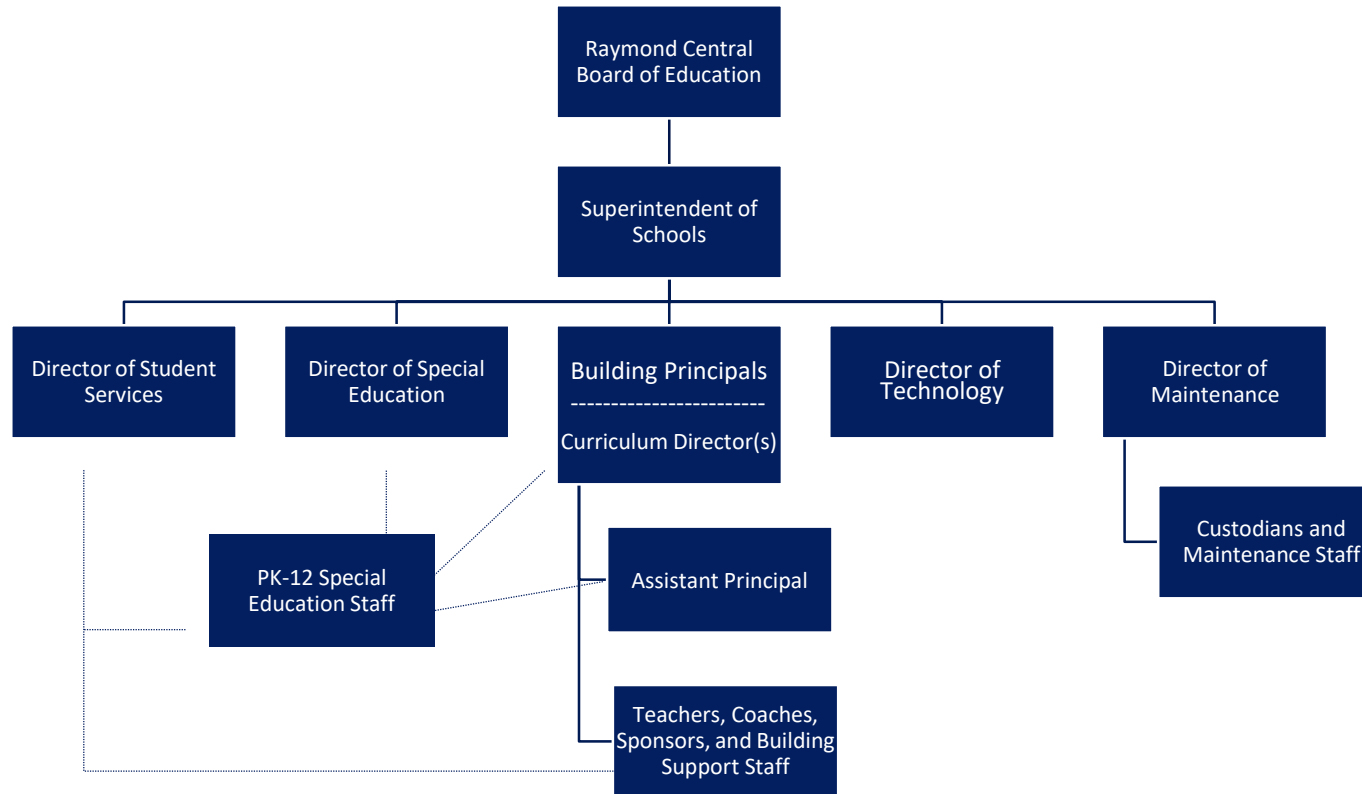 Raymond Central
Board of Education
Superintendent of
Schools
Director of Student
Services
Director of Special
Education
Building Principals
------------------------
Curriculum Director(s)
Director of
Technology
Director of
Maintenance
PK-12 Special
Education Staff
Assistant Principal
Custodians and
Maintenance Staff
Teachers, Coaches,
Sponsors, and Building
Support Staff